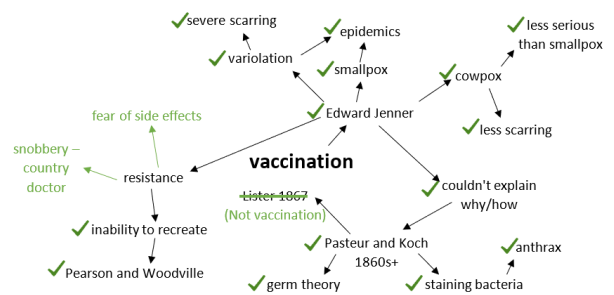 severe scarring
epidemics
less serious
than smallpox
variolation
smallpox
cowpox
Edward Jenner
fear of side effects
less scarring
snobbery –
country
doctor
vaccination
resistance
couldn't explain
why/how
Lister 1867
(Not vaccination)
inability to recreate
Pasteur and Koch
1860s+
anthrax
Pearson and Woodville
germ theory
staining bacteria